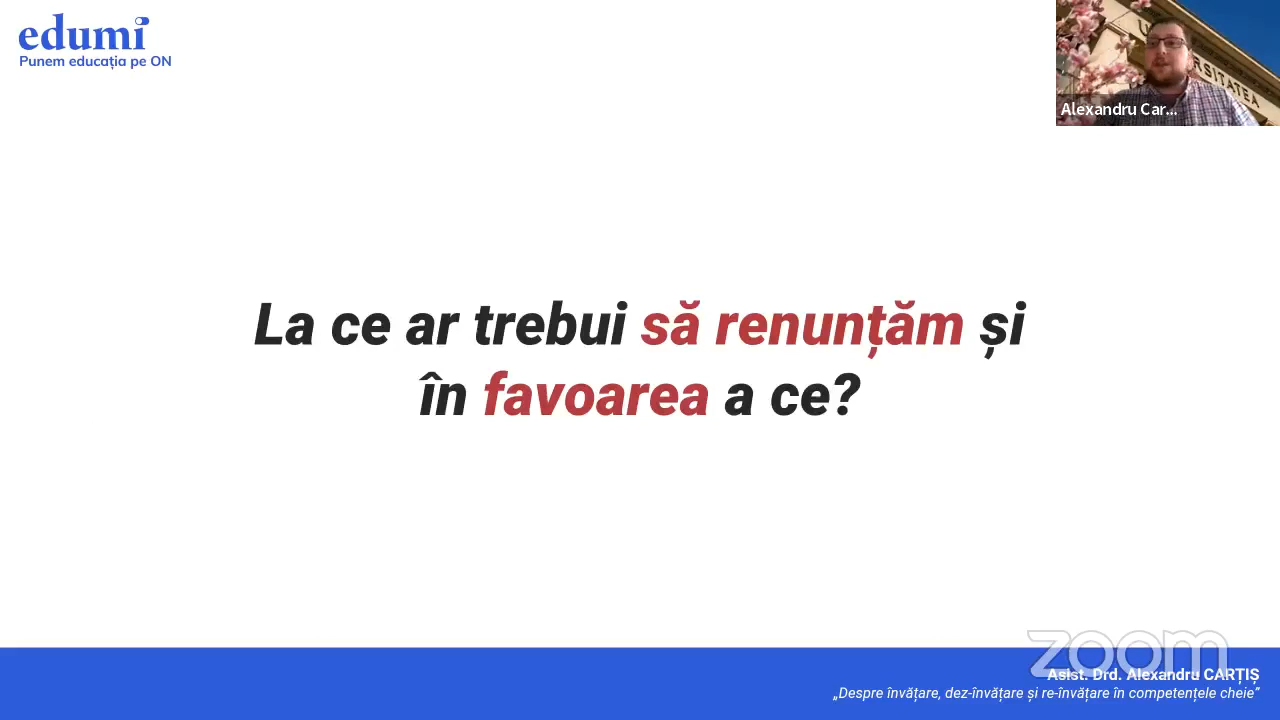 edumi
Punem educația pe ON
UNIVERSITATEA
Alexandru Car...
La ce ar trebui să renunțăm și
în favoarea a ce?
zoom
Asist. Drd. Alexandru CARȚIȘ
„Despre învățare, dez-învățare și re-învățare în competențele cheie”